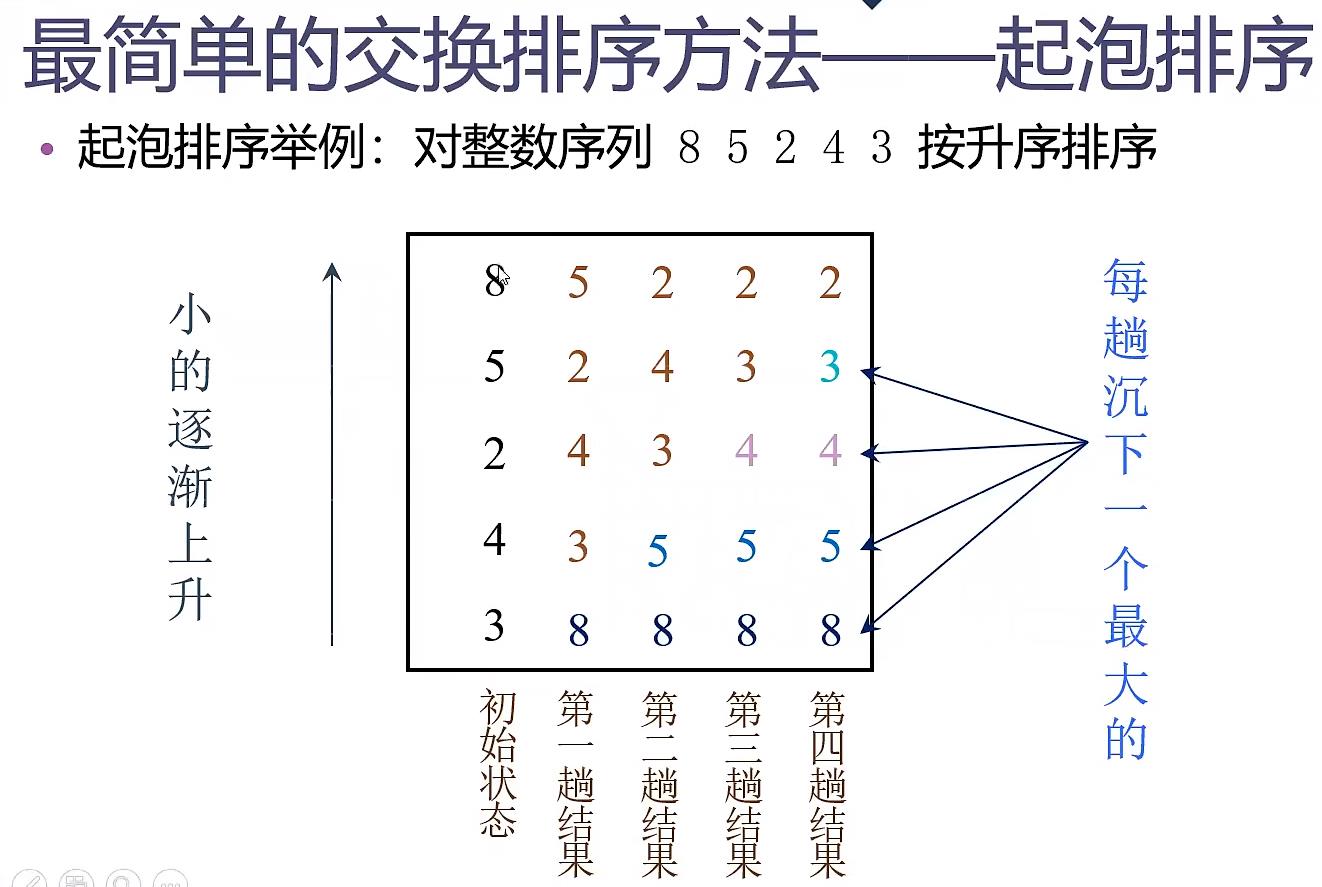 最简单的交换排序方法——起泡排序
• 起泡排序举例：对整数序列 8 5 2 4 3 按升序排序
小的逐渐上升
8 5 2 2 2
5 2 4 3 3
2 4 3 4 4
4 3 5 5 5
3 8 8 8 8
初始状态
第一趟结果
第二趟结果
第三趟结果
第四趟结果
每趟沉下一个最大的